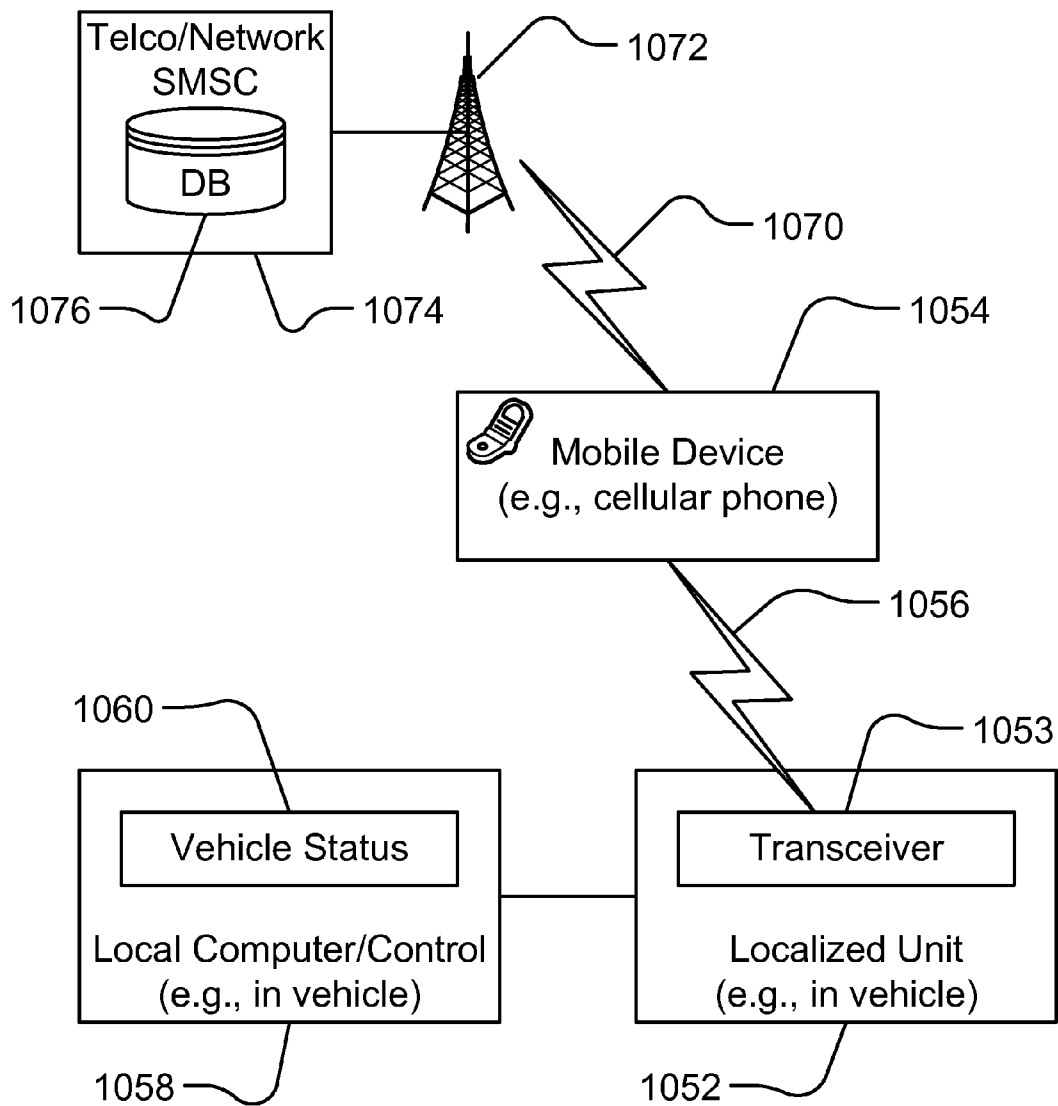 Telco/Network
SMSC
DB
1072
1070
1076
1074
1054
Mobile Device
(e.g., cellular phone)
1056
1060
1053
Vehicle Status
Transceiver
Local Computer/Control
(e.g., in vehicle)
Localized Unit
(e.g., in vehicle)
1058
1052